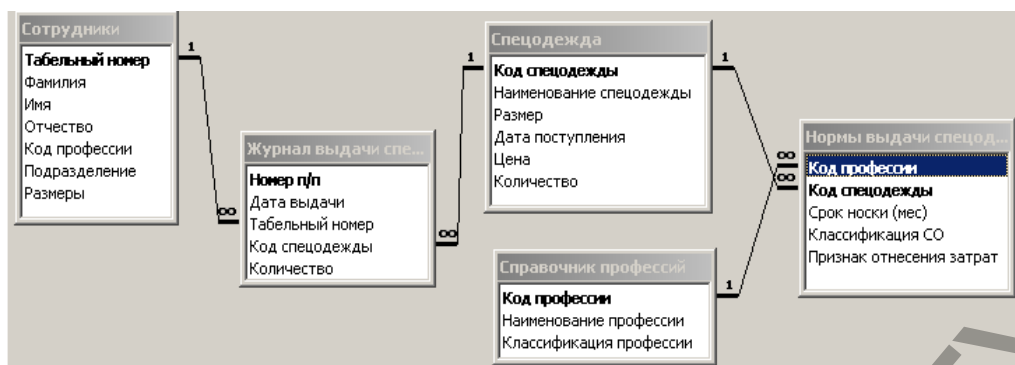 Сотрудники
Табельный номер
Фамилия
Имя
Отчество
Код профессии
Подразделение
Размеры
1
∞
Журнал выдачи спе...
Номер п/п
Дата выдачи
Табельный номер
Код спецодежды
Количество
∞
1
Спецодежда
Код спецодежды
Наименование спецодежды
Размер
Дата поступления
Цена
Количество
1
Справочник профессий
Код профессии
Наименование профессии
Классификация профессии
1
∞
∞
Нормы выдачи спецод...
Код профессии
Код спецодежды
Срок носки (мес)
Классификация СО
Признак отнесения затрат